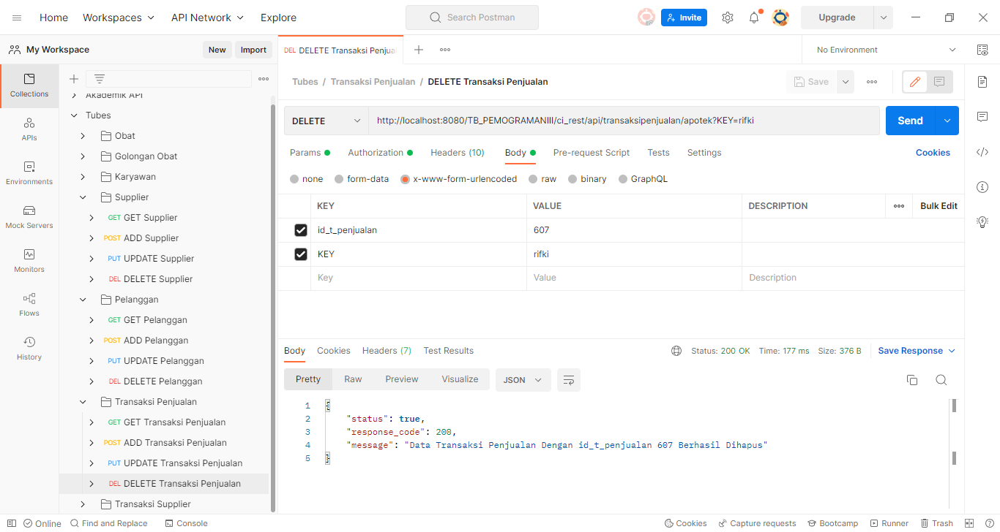 Home Workspaces API Network Explore Search Postman Invite Upgrade
My Workspace New Import DEL DELETE Transaksi Penjua No Environment
Collections
APIs
Environments
Mock Servers
Monitors
Flows
History
Akademik API
Tubes
Obat
Golongan Obat
Karyawan
Supplier
GET GET Supplier
POST ADD Supplier
PUT UPDATE Supplier
DEL DELETE Supplier
Pelanggan
GET GET Pelanggan
POST ADD Pelanggan
PUT UPDATE Pelanggan
DEL DELETE Pelanggan
Transaksi Penjualan
GET GET Transaksi Penjualan
POST ADD Transaksi Penjualan
PUT UPDATE Transaksi Penjualan
DEL DELETE Transaksi Penjualan
Transaksi Supplier
Tubes / Transaksi Penjualan / DELETE Transaksi Penjualan Save
DELETE http://localhost:8080/TB_PEMOGRAMANIII/ci_rest/api/transaksipenjualan/apotek?KEY=rifki Send
Params Authorization Headers (10) Body Pre-request Script Tests Settings Cookies
none form-data x-www-form-urlencoded raw binary GraphQL
KEY VALUE DESCRIPTION Bulk Edit
id_t_penjualan 607
KEY rifki
Key Value Description
Body Cookies Headers (7) Test Results Status: 200 OK Time: 177 ms Size: 376 B Save Response
Pretty Raw Preview Visualize JSON
1 {
2 "status": true,
3 "response_code": 200,
4 "message": "Data Transaksi Penjualan Dengan id_t_penjualan 607 Berhasil Dihapus"
5 }
Online Find and Replace Console Cookies Capture requests Bootcamp Runner Trash